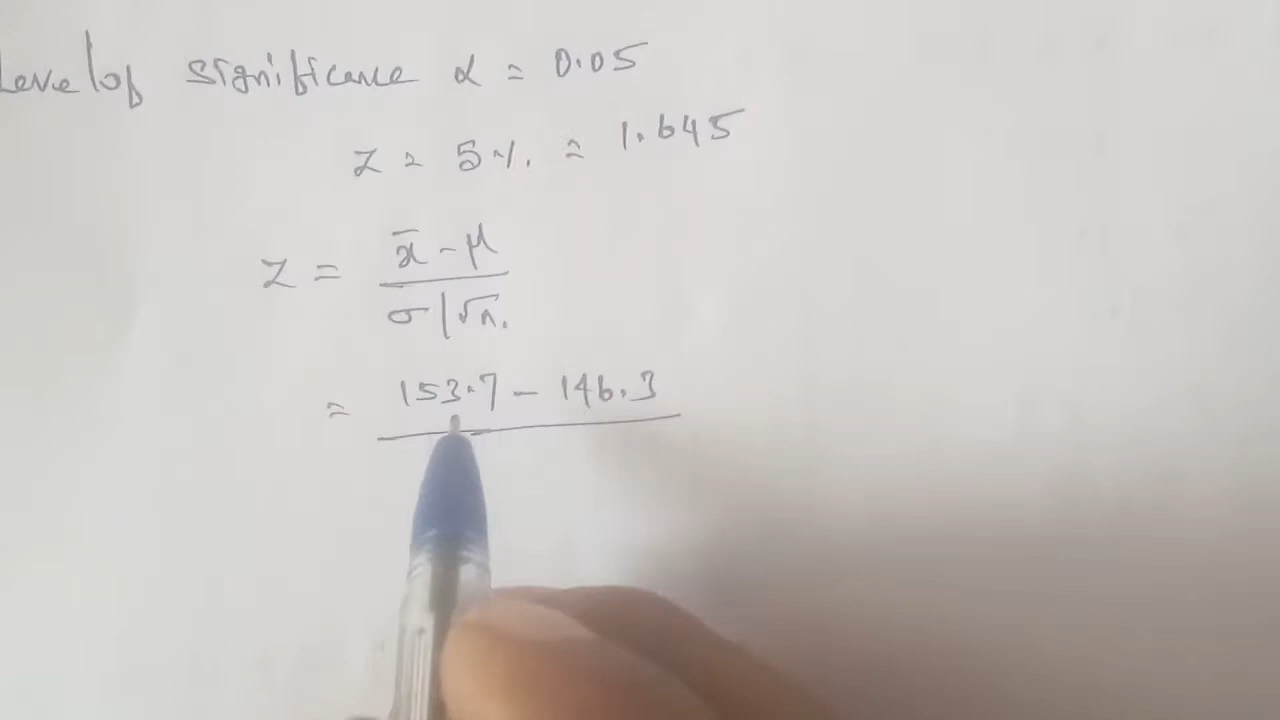 Level of significance α = 0.05
z = 5%. = 1.645
z = x̄ - μ
σ/√n.
= 153.7 - 146.3